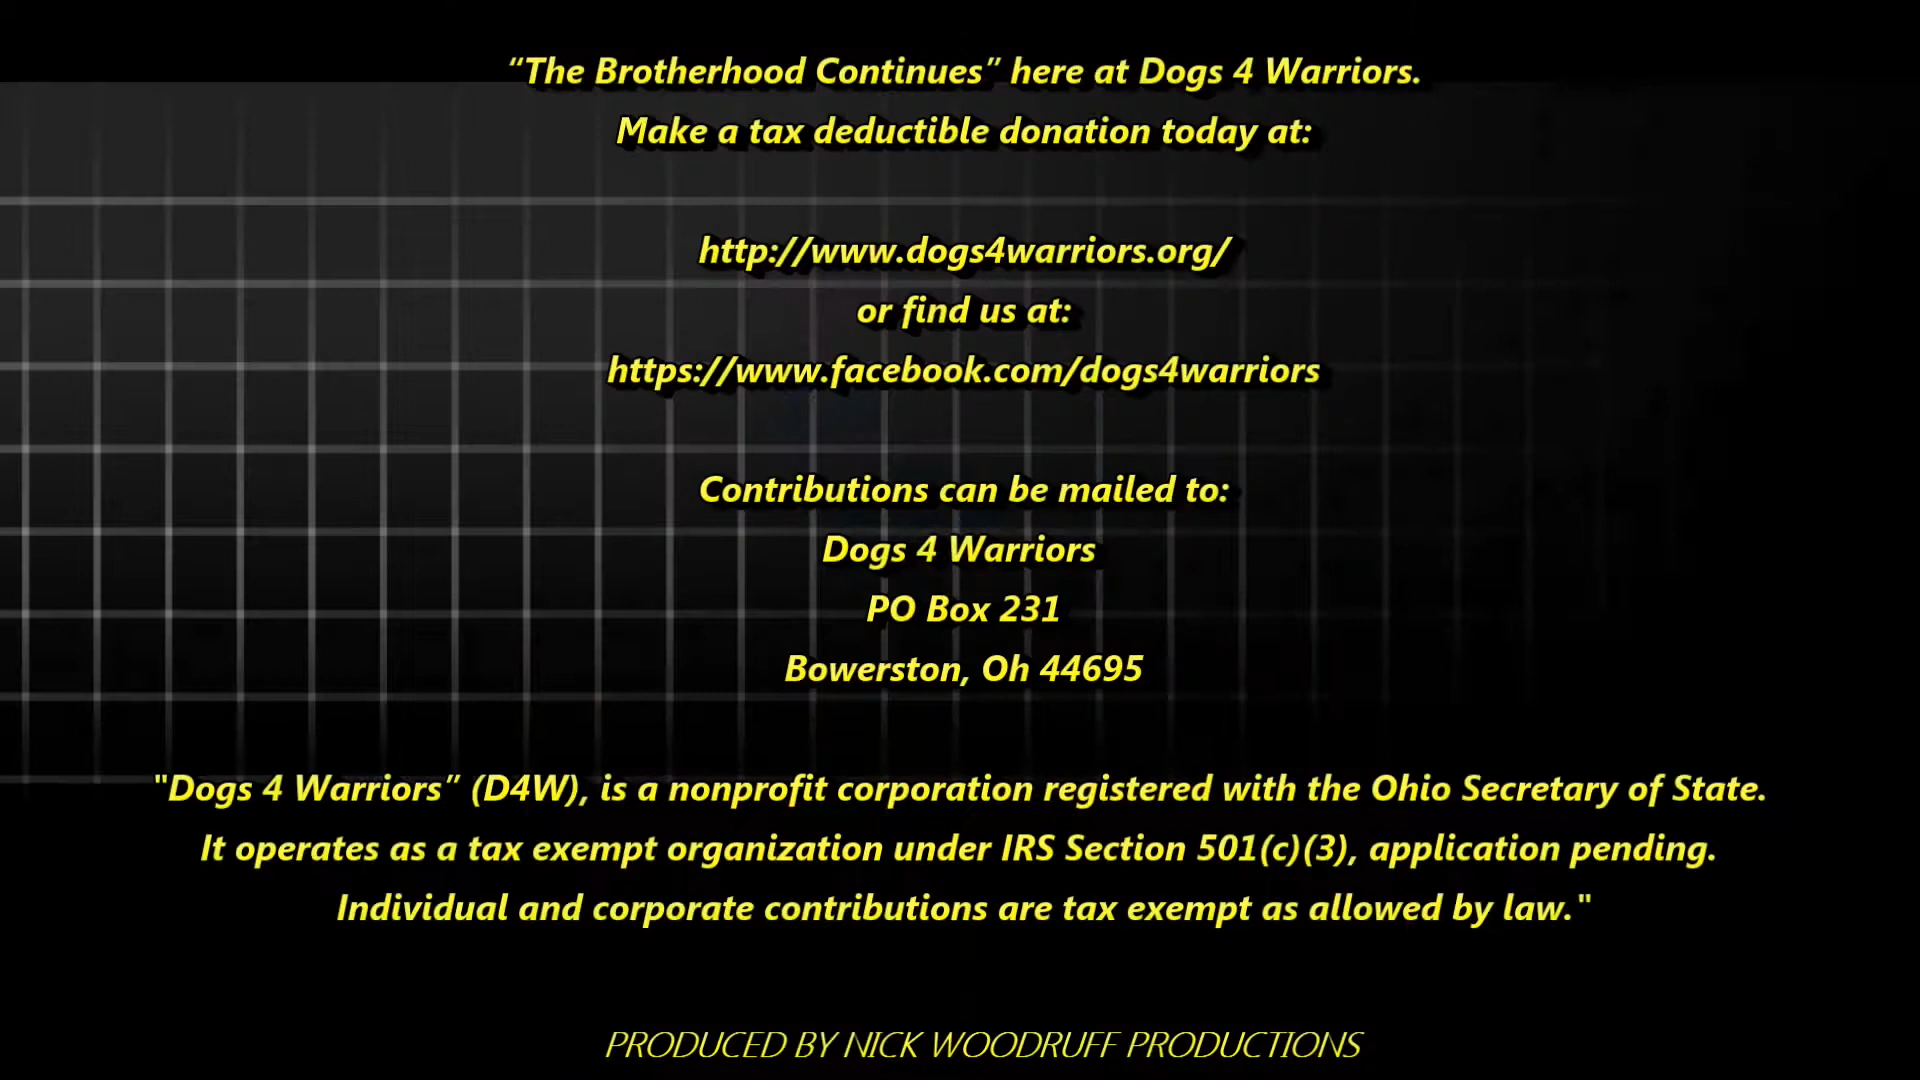 “The Brotherhood Continues” here at Dogs 4 Warriors.
Make a tax deductible donation today at:
http://www.dogs4warriors.org/
or find us at:
https://www.facebook.com/dogs4warriors
Contributions can be mailed to:
Dogs 4 Warriors
PO Box 231
Bowerston, Oh 44695
"Dogs 4 Warriors” (D4W), is a nonprofit corporation registered with the Ohio Secretary of State.
It operates as a tax exempt organization under IRS Section 501(c)(3), application pending.
Individual and corporate contributions are tax exempt as allowed by law."
PRODUCED BY NICK WOODRUFF PRODUCTIONS